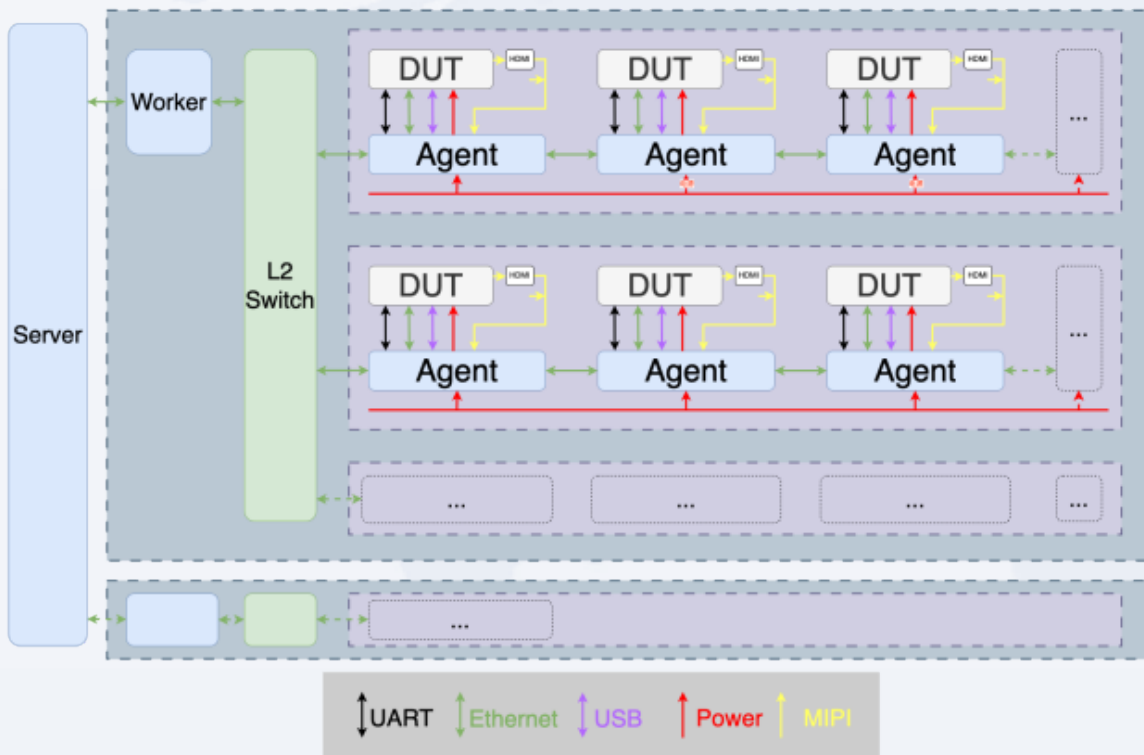 Server
Worker
L2
Switch
DUT
HDMI
DUT
HDMI
DUT
HDMI
...
Agent
Agent
Agent
DUT
HDMI
DUT
HDMI
DUT
HDMI
...
Agent
Agent
Agent
...
...
...
...
...
UART
Ethernet
USB
Power
MIPI